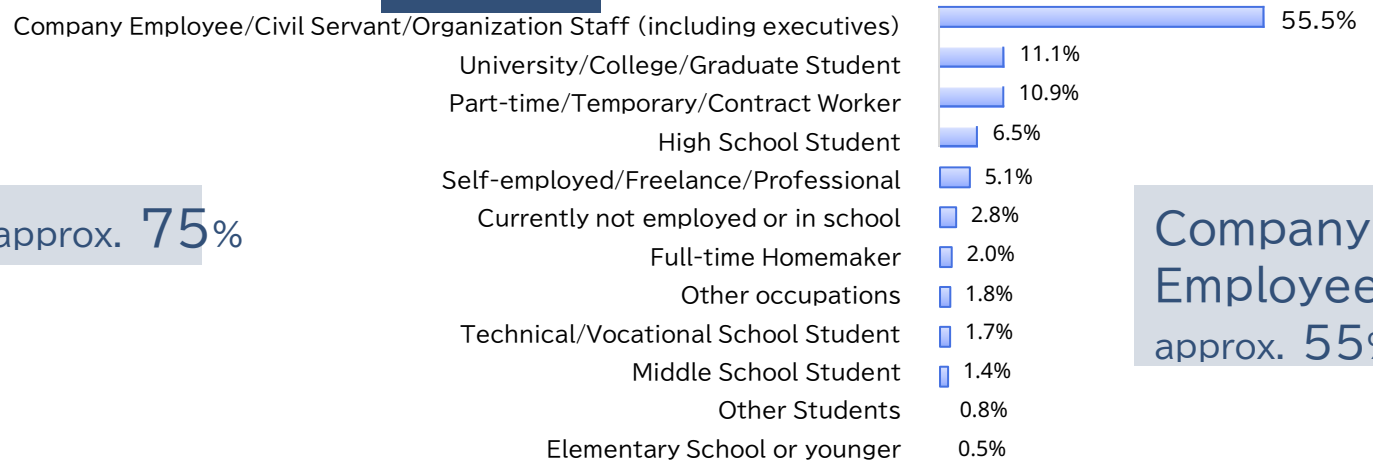 Company Employee/Civil Servant/Organization Staff (including executives) 55.5%
University/College/Graduate Student 11.1%
Part-time/Temporary/Contract Worker 10.9%
High School Student 6.5%
Self-employed/Freelance/Professional 5.1%
Currently not employed or in school 2.8%
Full-time Homemaker 2.0%
Other occupations 1.8%
Technical/Vocational School Student 1.7%
Middle School Student 1.4%
Other Students 0.8%
Elementary School or younger 0.5%
approx. 75%
Company
Employee
approx. 55%